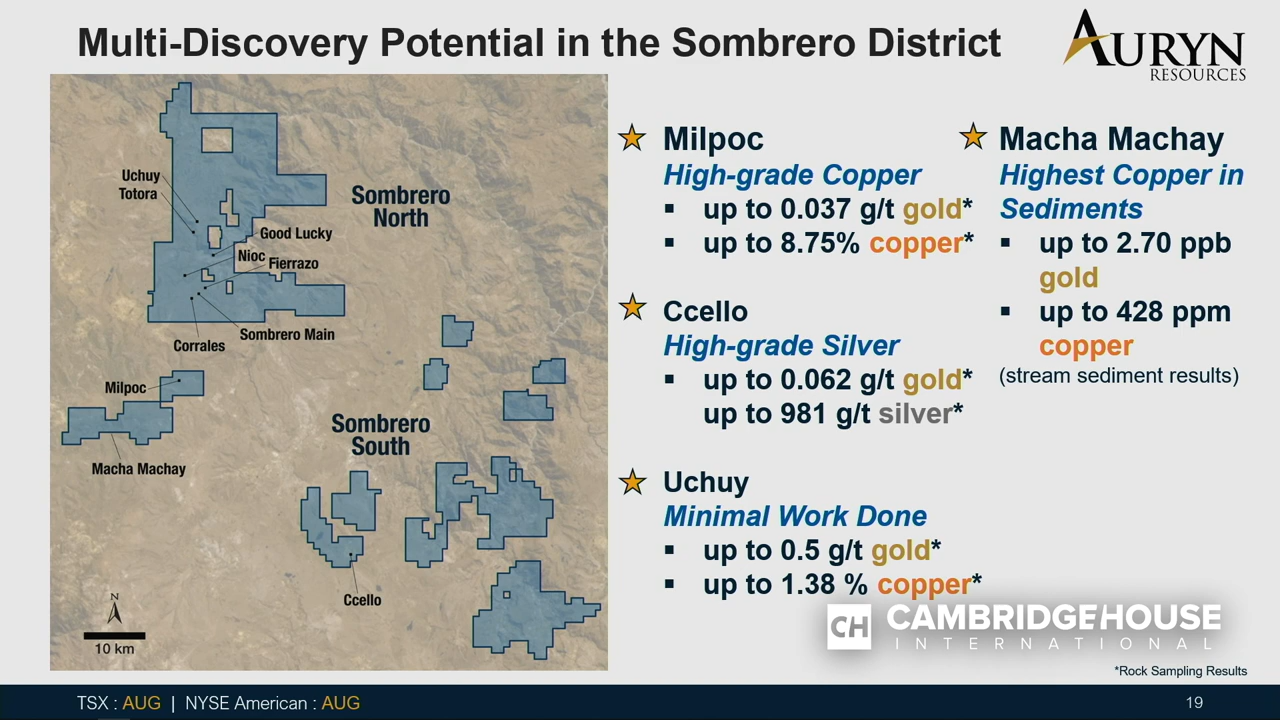 Multi-Discovery Potential in the Sombrero District
AURYN
RESOURCES
Uchuy
Totora
Sombrero
North
Good Lucky
Nioc
Fierrazo
Sombrero Main
Corrales
Milpoc
Macha Machay
Sombrero
South
Ccello
N
10 km
Milpoc
High-grade Copper
▪ up to 0.037 g/t gold*
▪ up to 8.75% copper*
Ccello
High-grade Silver
▪ up to 0.062 g/t gold*
up to 981 g/t silver*
Uchuy
Minimal Work Done
▪ up to 0.5 g/t gold*
▪ up to 1.38 % copper*
Macha Machay
Highest Copper in
Sediments
▪ up to 2.70 ppb
gold
▪ up to 428 ppm
copper
(stream sediment results)
CH CAMBRIDGEHOUSE
INTERNATIONAL
*Rock Sampling Results
TSX : AUG | NYSE American : AUG
19